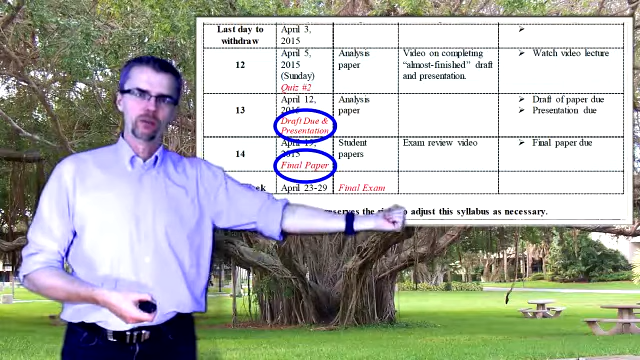 Last day to withdraw April 3, 2015
12 April 5, 2015 (Sunday) Quiz #2 Analysis paper Video on completing “almost-finished” draft and presentation. Watch video lecture
13 April 12, 2015 Draft Due & Presentation Analysis paper Draft of paper due Presentation due
14 April 19, 2015 Final Paper Student papers Exam review video Final paper due
April 23-29 Final Exam
reserves the to adjust this syllabus as necessary.